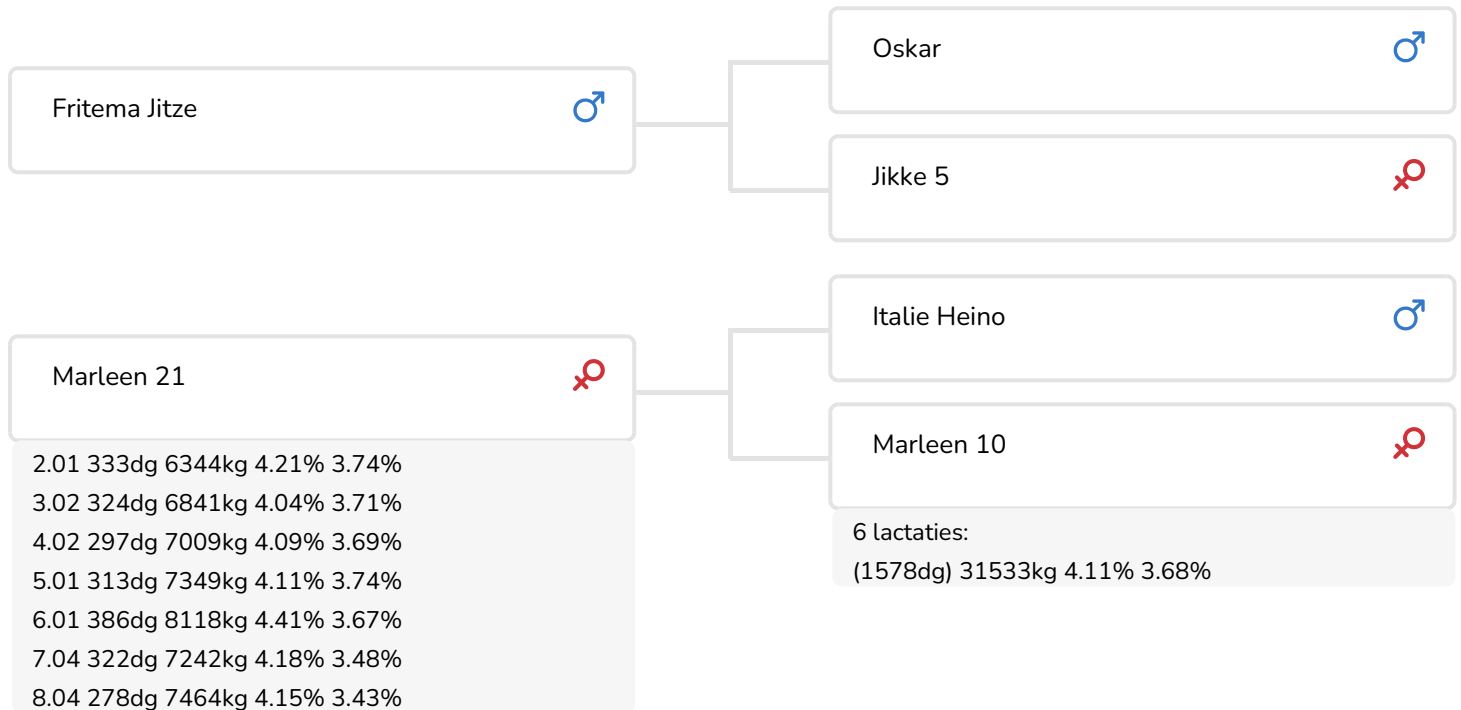 Fritema Jitze
Oskar
Jikke 5
Marleen 21
2.01 333dg 6344kg 4.21% 3.74%
3.02 324dg 6841kg 4.04% 3.71%
4.02 297dg 7009kg 4.09% 3.69%
5.01 313dg 7349kg 4.11% 3.74%
6.01 386dg 8118kg 4.41% 3.67%
7.04 322dg 7242kg 4.18% 3.48%
8.04 278dg 7464kg 4.15% 3.43%
Italie Heino
Marleen 10
6 lactaties:
(1578dg) 31533kg 4.11% 3.68%